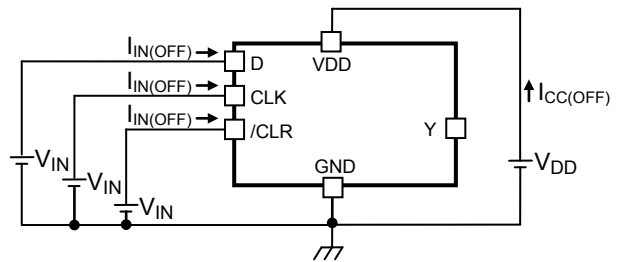 IIN(OFF)
D
VDD
IIN(OFF)
CLK
ICC(OFF)
IIN(OFF)
/CLR
Y
VIN
VIN
VIN
GND
VDD